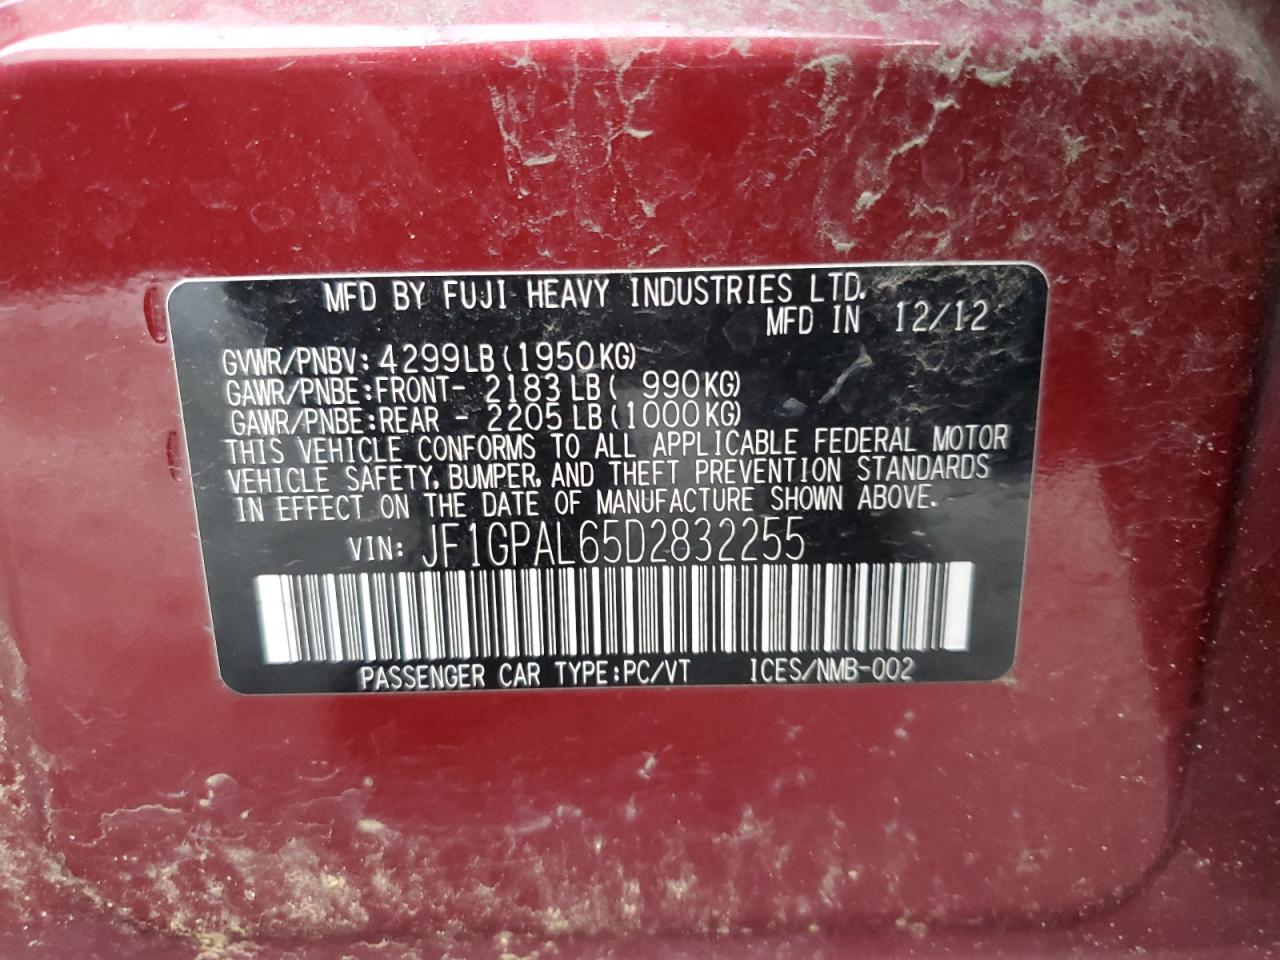 MFD BY FUJI HEAVY INDUSTRIES LTD.
MFD IN 12/12
GVWR/PNBV: 4299LB (1950KG)
GAWR/PNBE:FRONT- 2183 LB ( 990KG)
GAWR/PNBE:REAR - 2205 LB (1000KG)
THIS VEHICLE CONFORMS TO ALL APPLICABLE FEDERAL MOTOR
VEHICLE SAFETY, BUMPER, AND THEFT PREVENTION STANDARDS
IN EFFECT ON THE DATE OF MANUFACTURE SHOWN ABOVE.
VIN: JF1GPAL65D2832255
PASSENGER CAR TYPE:PC/VT ICES/NMB-002